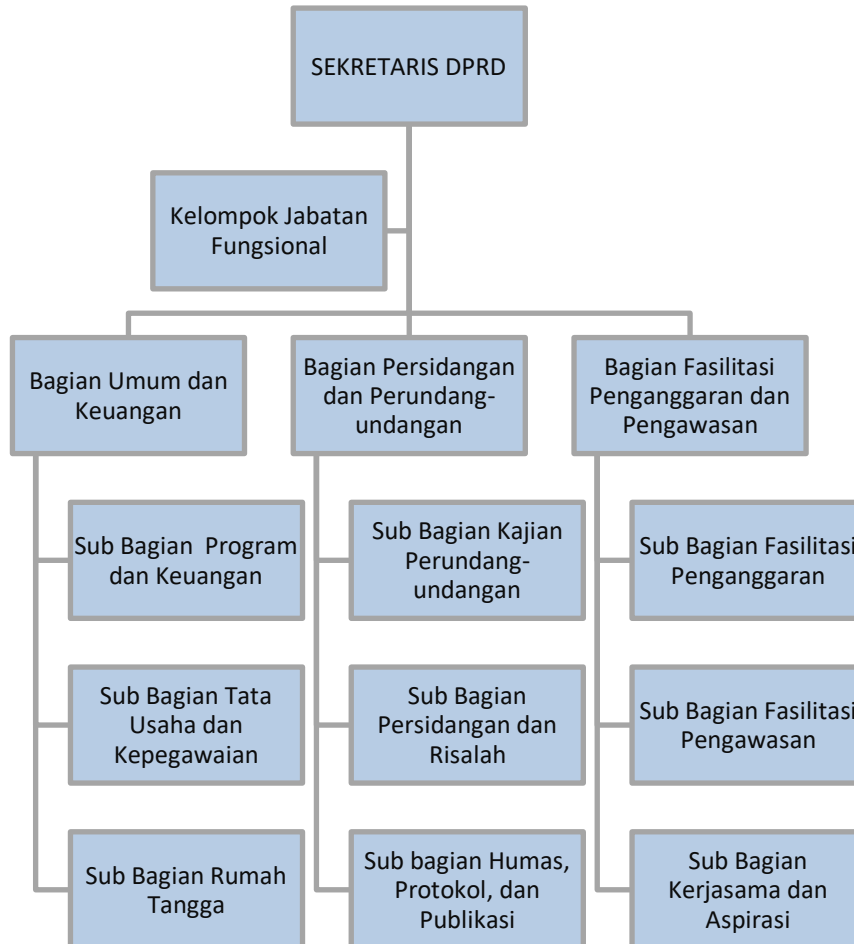 SEKRETARIS DPRD
Kelompok Jabatan
Fungsional
Bagian Umum dan
Keuangan
Bagian Persidangan
dan Perundang-
undangan
Bagian Fasilitasi
Penganggaran dan
Pengawasan
Sub Bagian  Program
dan Keuangan
Sub Bagian Kajian
Perundang-
undangan
Sub Bagian Fasilitasi
Penganggaran
Sub Bagian Tata
Usaha dan
Kepegawaian
Sub Bagian
Persidangan dan
Risalah
Sub Bagian Fasilitasi
Pengawasan
Sub Bagian Rumah
Tangga
Sub bagian Humas,
Protokol, dan
Publikasi
Sub Bagian
Kerjasama dan
Aspirasi